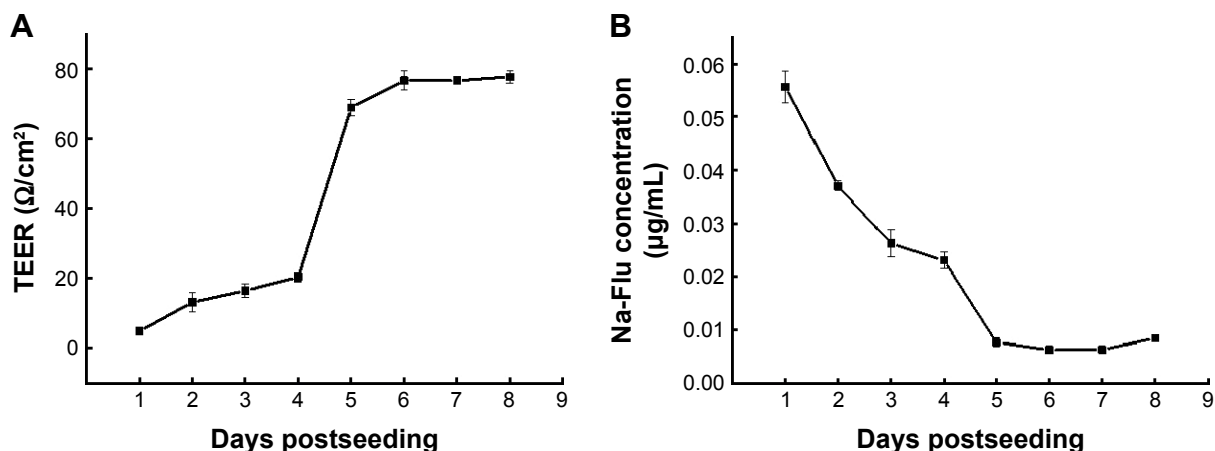 A
TEER (Ω/cm²)
80
60
40
20
0
1 2 3 4 5 6 7 8 9
Days postseeding
B
Na-Flu concentration
(µg/mL)
0.06
0.05
0.04
0.03
0.02
0.01
0.00
1 2 3 4 5 6 7 8 9
Days postseeding